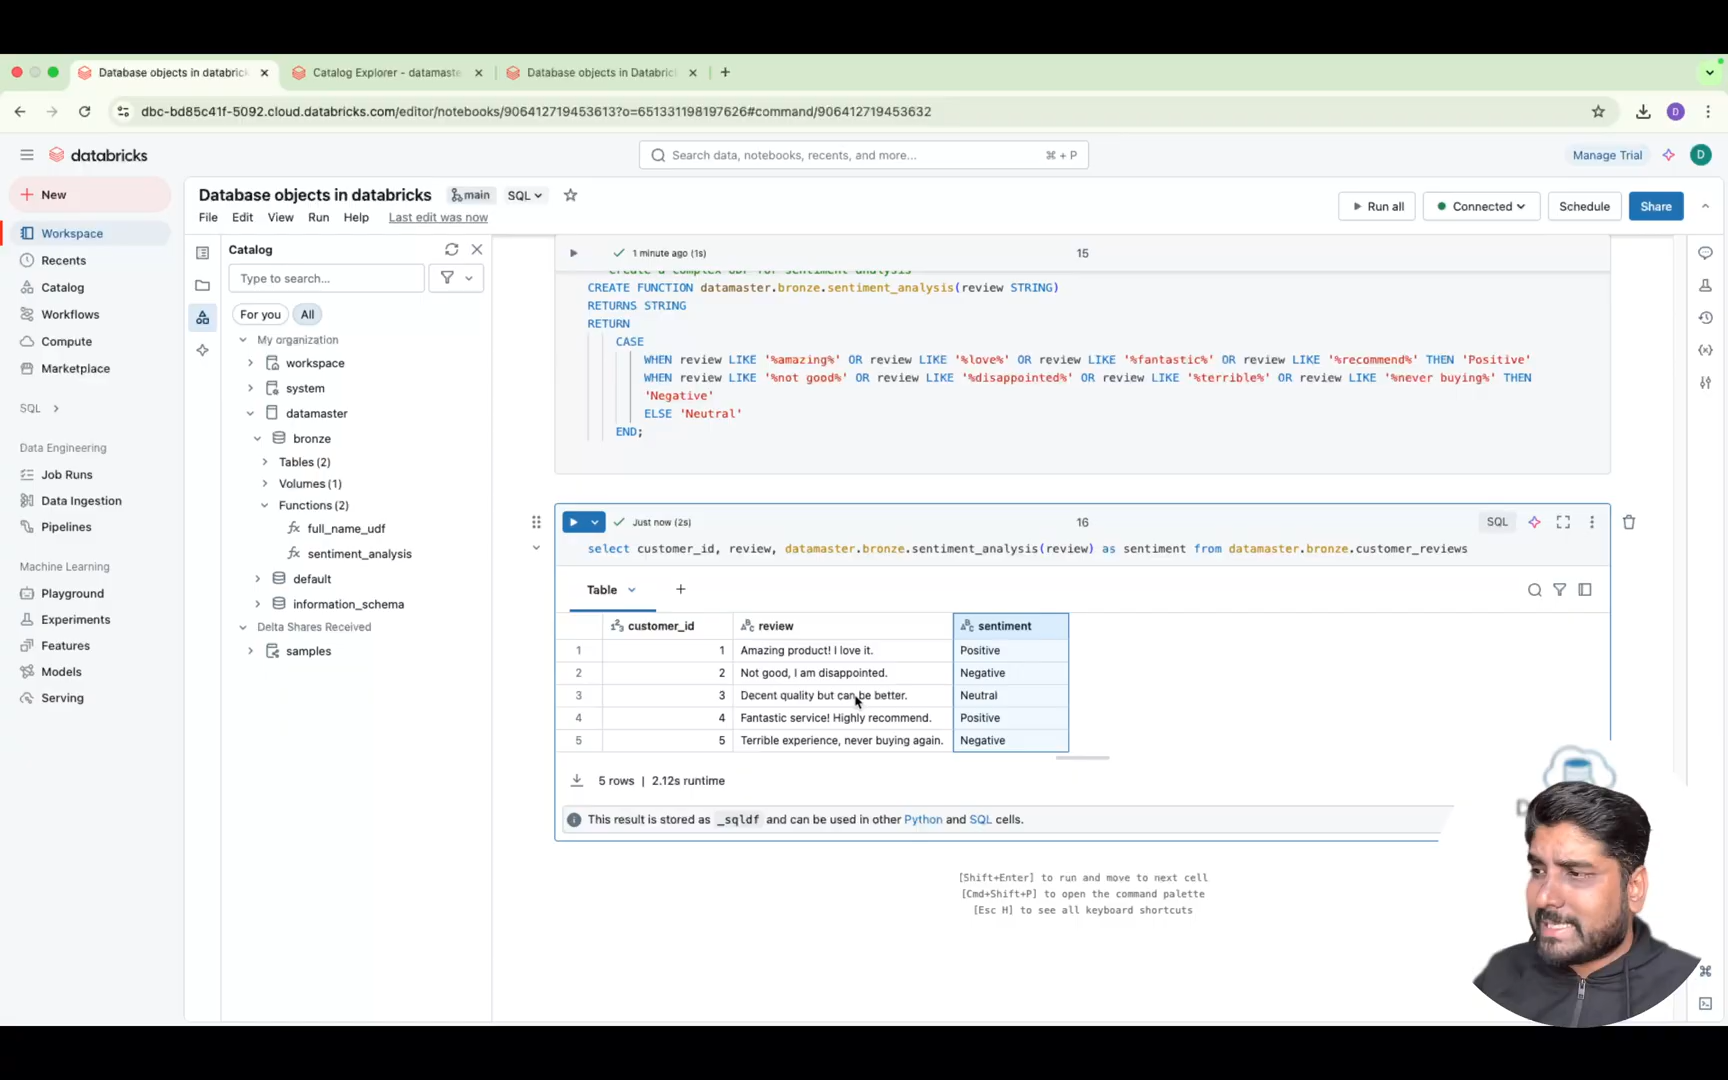 Database objects in databric
Catalog Explorer - datamaste
Database objects in Databric
dbc-bd85c41f-5092.cloud.databricks.com/editor/notebooks/906412719453613?o=651331198197626#command/906412719453632
D
databricks
Search data, notebooks, recents, and more...
⌘ + P
Manage Trial
D
New
Workspace
Recents
Catalog
Workflows
Compute
Marketplace
SQL
Data Engineering
Job Runs
Data Ingestion
Pipelines
Machine Learning
Playground
Experiments
Features
Models
Serving
Database objects in databricks
main
SQL
File Edit View Run Help Last edit was now
Run all
Connected
Schedule
Share
Catalog
Type to search...
For you
All
My organization
workspace
system
datamaster
bronze
Tables (2)
Volumes (1)
Functions (2)
full_name_udf
sentiment_analysis
default
information_schema
Delta Shares Received
samples
1 minute ago (1s)
15
CREATE FUNCTION datamaster.bronze.sentiment_analysis(review STRING)
RETURNS STRING
RETURN
CASE
WHEN review LIKE '%amazing%' OR review LIKE '%love%' OR review LIKE '%fantastic%' OR review LIKE '%recommend%' THEN 'Positive'
WHEN review LIKE '%not good%' OR review LIKE '%disappointed%' OR review LIKE '%terrible%' OR review LIKE '%never buying%' THEN
'Negative'
ELSE 'Neutral'
END;
Just now (2s)
16
SQL
select customer_id, review, datamaster.bronze.sentiment_analysis(review) as sentiment from datamaster.bronze.customer_reviews
Table
customer_id review sentiment
1 1 Amazing product! I love it. Positive
2 2 Not good, I am disappointed. Negative
3 3 Decent quality but can be better. Neutral
4 4 Fantastic service! Highly recommend. Positive
5 5 Terrible experience, never buying again. Negative
5 rows | 2.12s runtime
This result is stored as _sqldf and can be used in other Python and SQL cells.
[Shift+Enter] to run and move to next cell
[Cmd+Shift+P] to open the command palette
[Esc H] to see all keyboard shortcuts